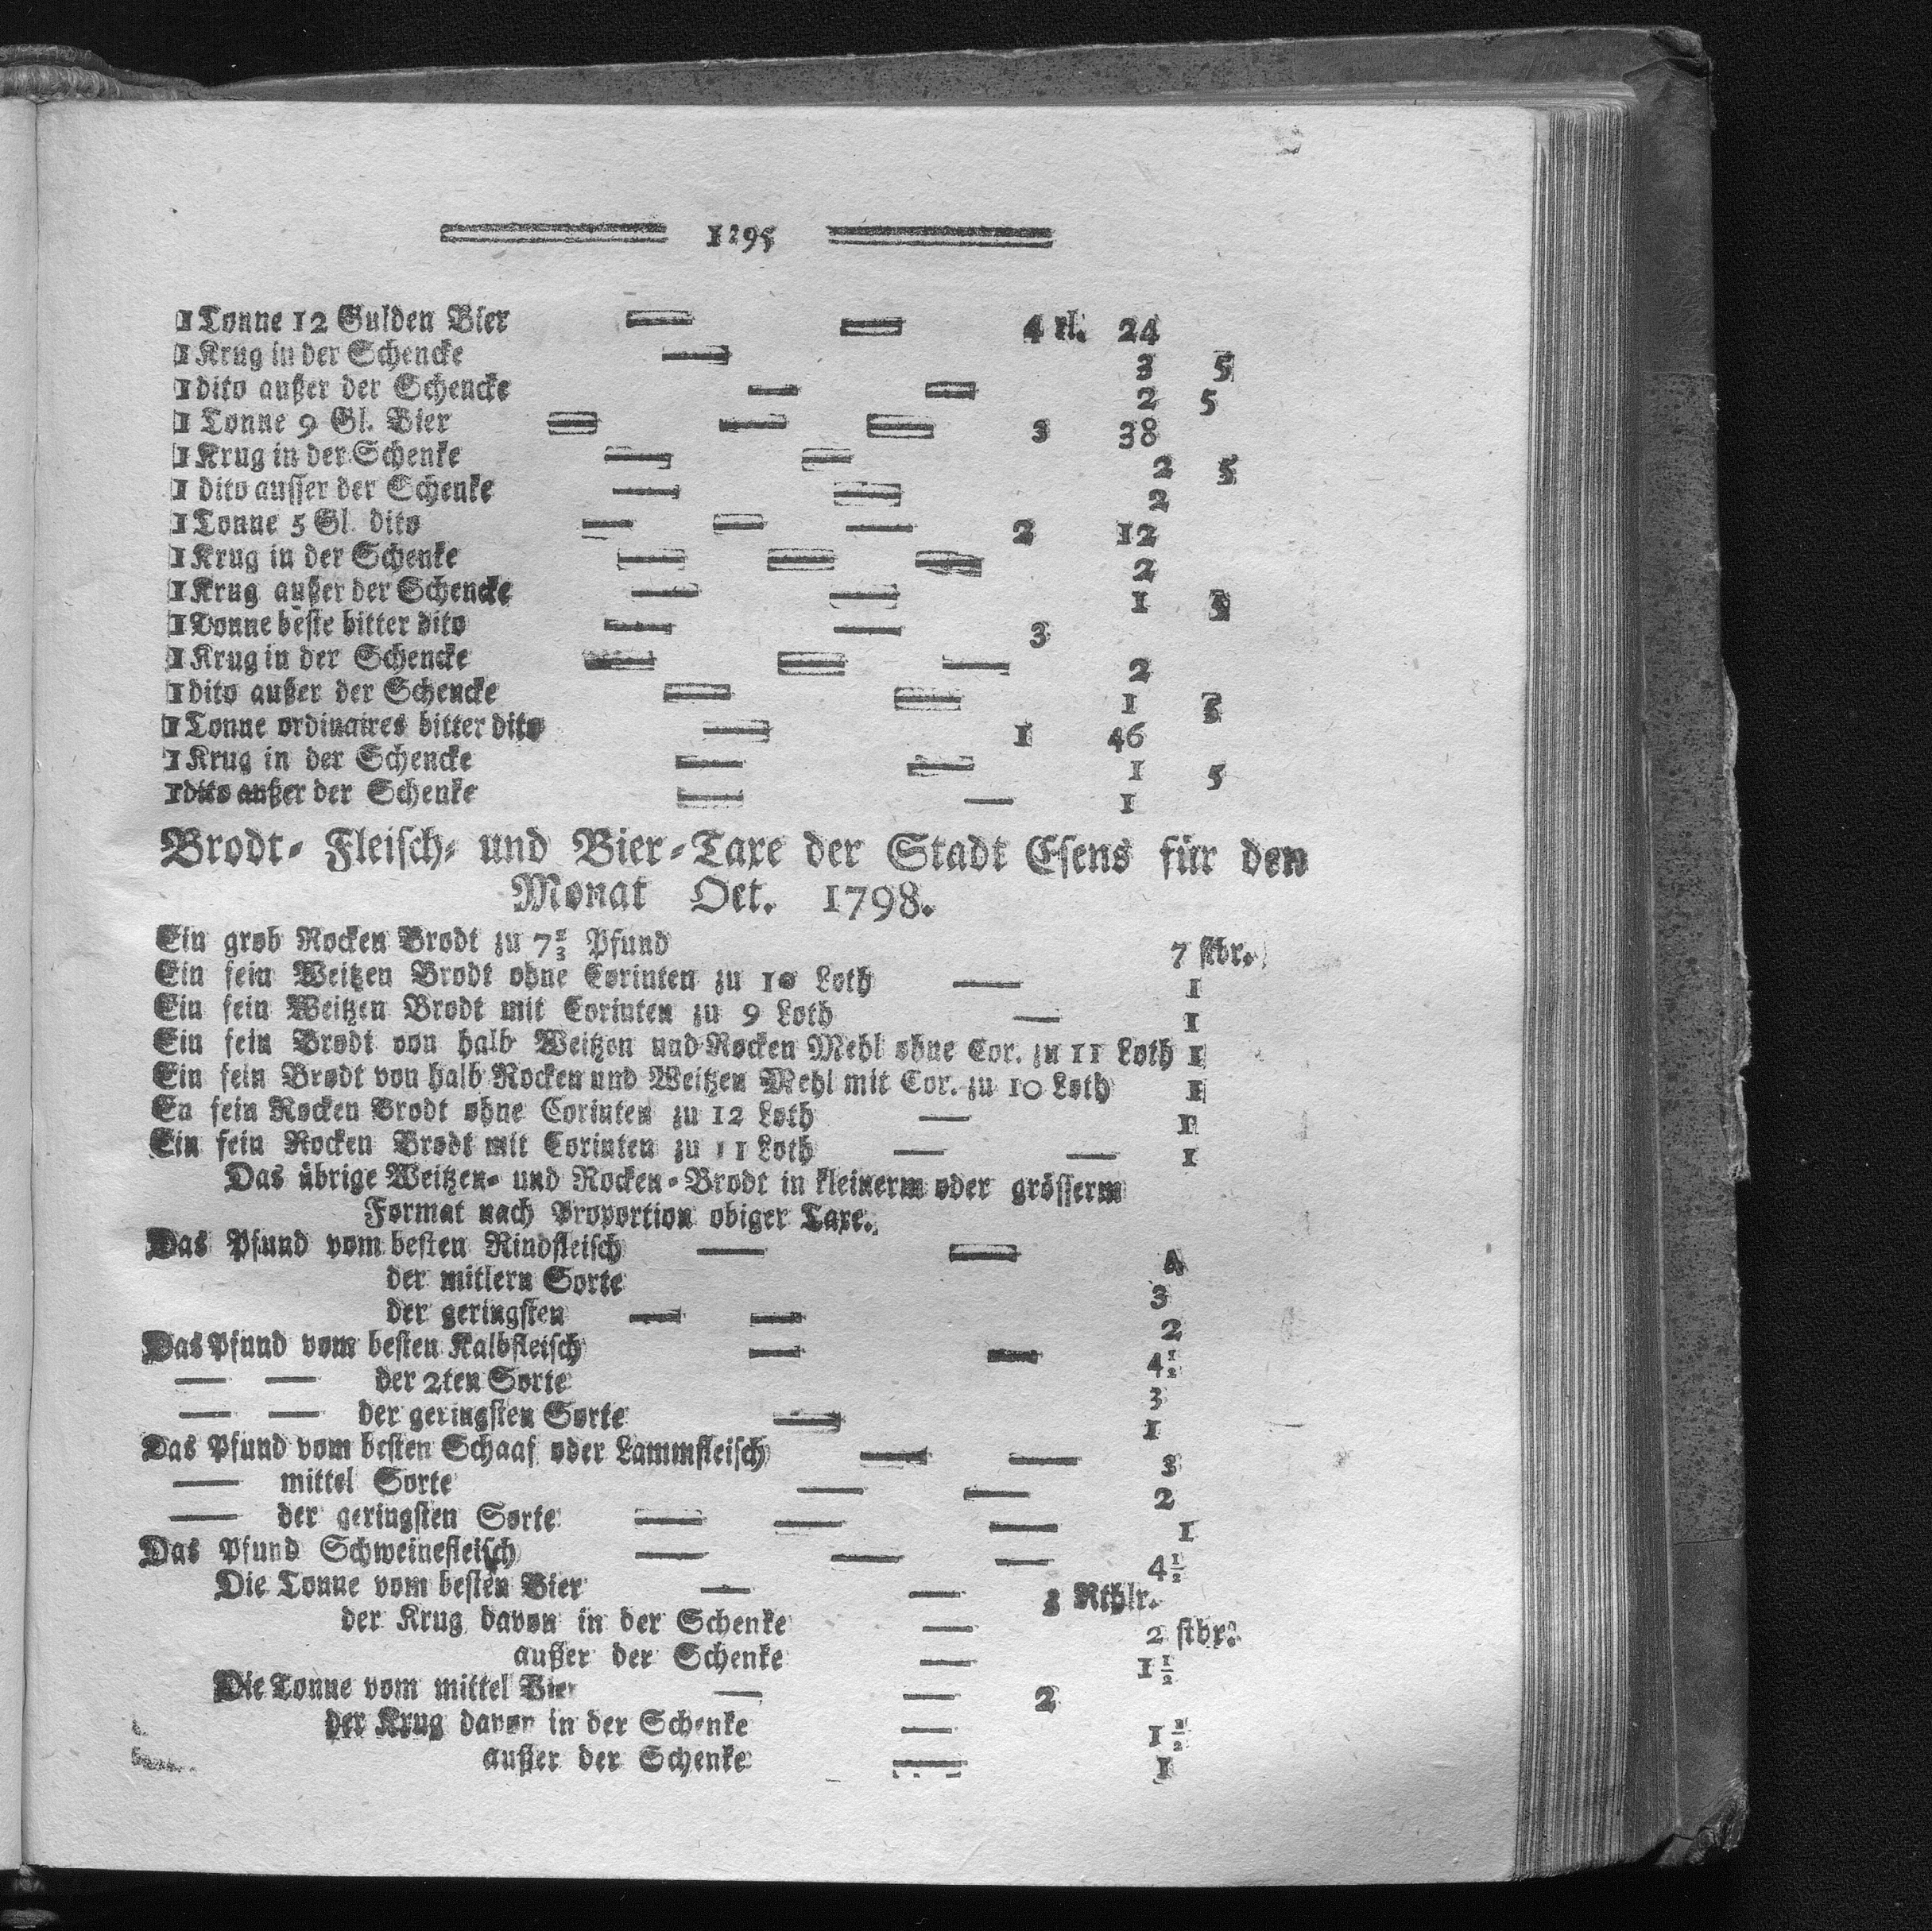 1295
1 Tonne 12 Gulden Bier — — 4 rl. 24
1 Krug in der Schencke — 3 5
1 dito außer der Schencke — — 2 5
1 Tonne 9 Gl. Bier — — — 3 38
1 Krug in der Schenke — — 2 5
1 dito ausser der Schenke — — 2
1 Tonne 5 Gl. dito — — — 2 12
1 Krug in der Schenke — — — 2
1 Krug außer der Schencke — — 1 5
1 Tonne beste bitter dito — — 3
1 Krug in der Schencke — — — 2
1 dito außer der Schencke — — 1 5
1 Tonne ordinaires bitter dito — 1 46
1 Krug in der Schencke — — 1 5
1 dito außer der Schenke — — 1
Brodt- Fleisch- und Bier-Taxe der Stadt Esens für den
Monat Oct. 1798.
Ein grob Rocken Brodt zu 7⅔ Pfund 7 stbr.
Ein fein Weitzen Brodt ohne Corinten zu 10 Loth — 1
Ein fein Weitzen Brodt mit Corinten zu 9 Loth — 1
Ein fein Brodt von halb Weitzen und Rocken Mehl ohne Cor. zu 11 Loth 1
Ein fein Brodt von halb Rocken und Weitzen Mehl mit Cor. zu 10 Loth 1
En fein Rocken Brodt ohne Corinten zu 12 Loth — 1
Ein fein Rocken Brodt mit Corinten zu 11 Loth — — 1
Das übrige Weitzen- und Rocken-Brodt in kleinerm oder grösserm
Format nach Proportion obiger Taxe.
Das Pfund vom besten Rindfleisch — — 4
der mitlern Sorte 3
der geringsten — — 2
Das Pfund vom besten Kalbfleisch — — 4½
— — der 2ten Sorte 3
— — der geringsten Sorte — 1
Das Pfund vom besten Schaaf oder Lammfleisch — — 3
— mittel Sorte — — 2
— der geringsten Sorte — — — 1
Das Pfund Schweinefleisch — — — 4½
Die Tonne vom besten Bier — — 3 Rthlr.
der Krug davon in der Schenke — 2 stbr.
außer der Schenke — 1½
Die Tonne vom mittel Bier — — 2
der Krug davon in der Schenke — 1½
außer der Schenke — 1